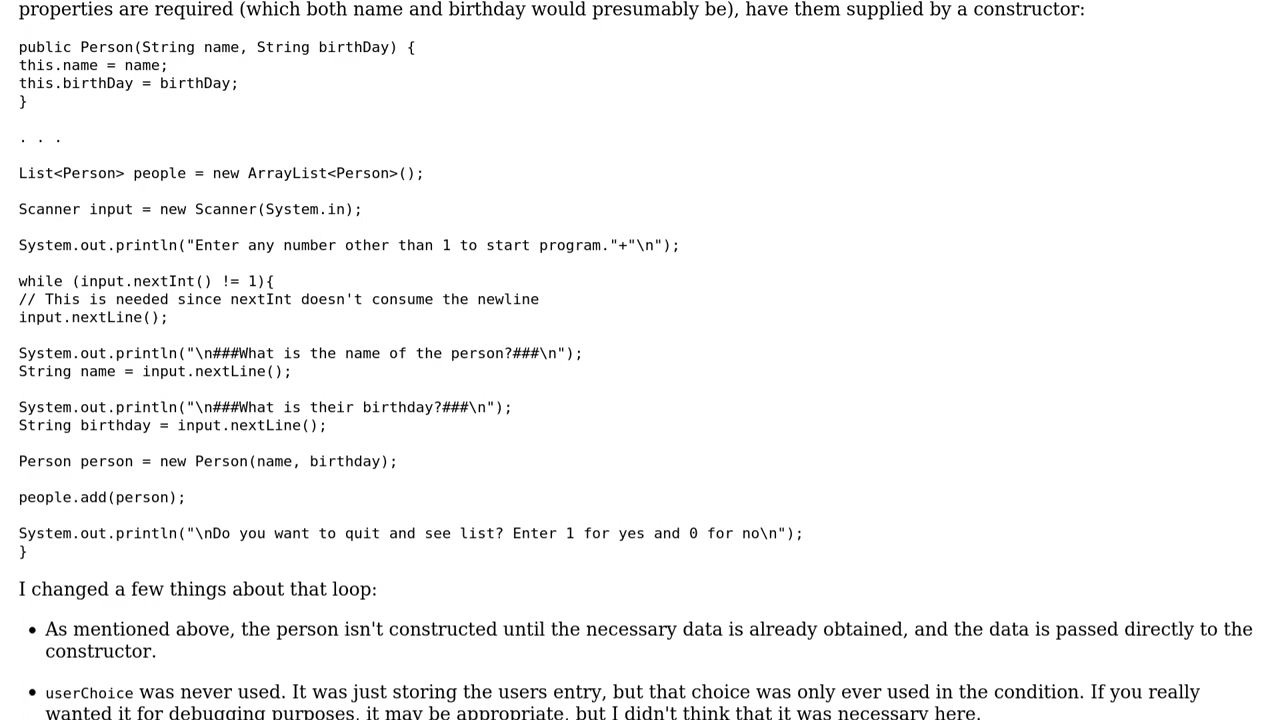 properties are required (which both name and birthday would presumably be), have them supplied by a constructor:
public Person(String name, String birthDay) {
this.name = name;
this.birthDay = birthDay;
}
. . .
List<Person> people = new ArrayList<Person>();
Scanner input = new Scanner(System.in);
System.out.println("Enter any number other than 1 to start program."+"\n");
while (input.nextInt() != 1){
// This is needed since nextInt doesn't consume the newline
input.nextLine();
System.out.println("\n###What is the name of the person?###\n");
String name = input.nextLine();
System.out.println("\n###What is their birthday?###\n");
String birthday = input.nextLine();
Person person = new Person(name, birthday);
people.add(person);
System.out.println("\nDo you want to quit and see list? Enter 1 for yes and 0 for no\n");
}
I changed a few things about that loop:
• As mentioned above, the person isn't constructed until the necessary data is already obtained, and the data is passed directly to the
constructor.
• userChoice was never used. It was just storing the users entry, but that choice was only ever used in the condition. If you really
wanted it for debugging purposes, it may be appropriate, but I didn't think that it was necessary here.